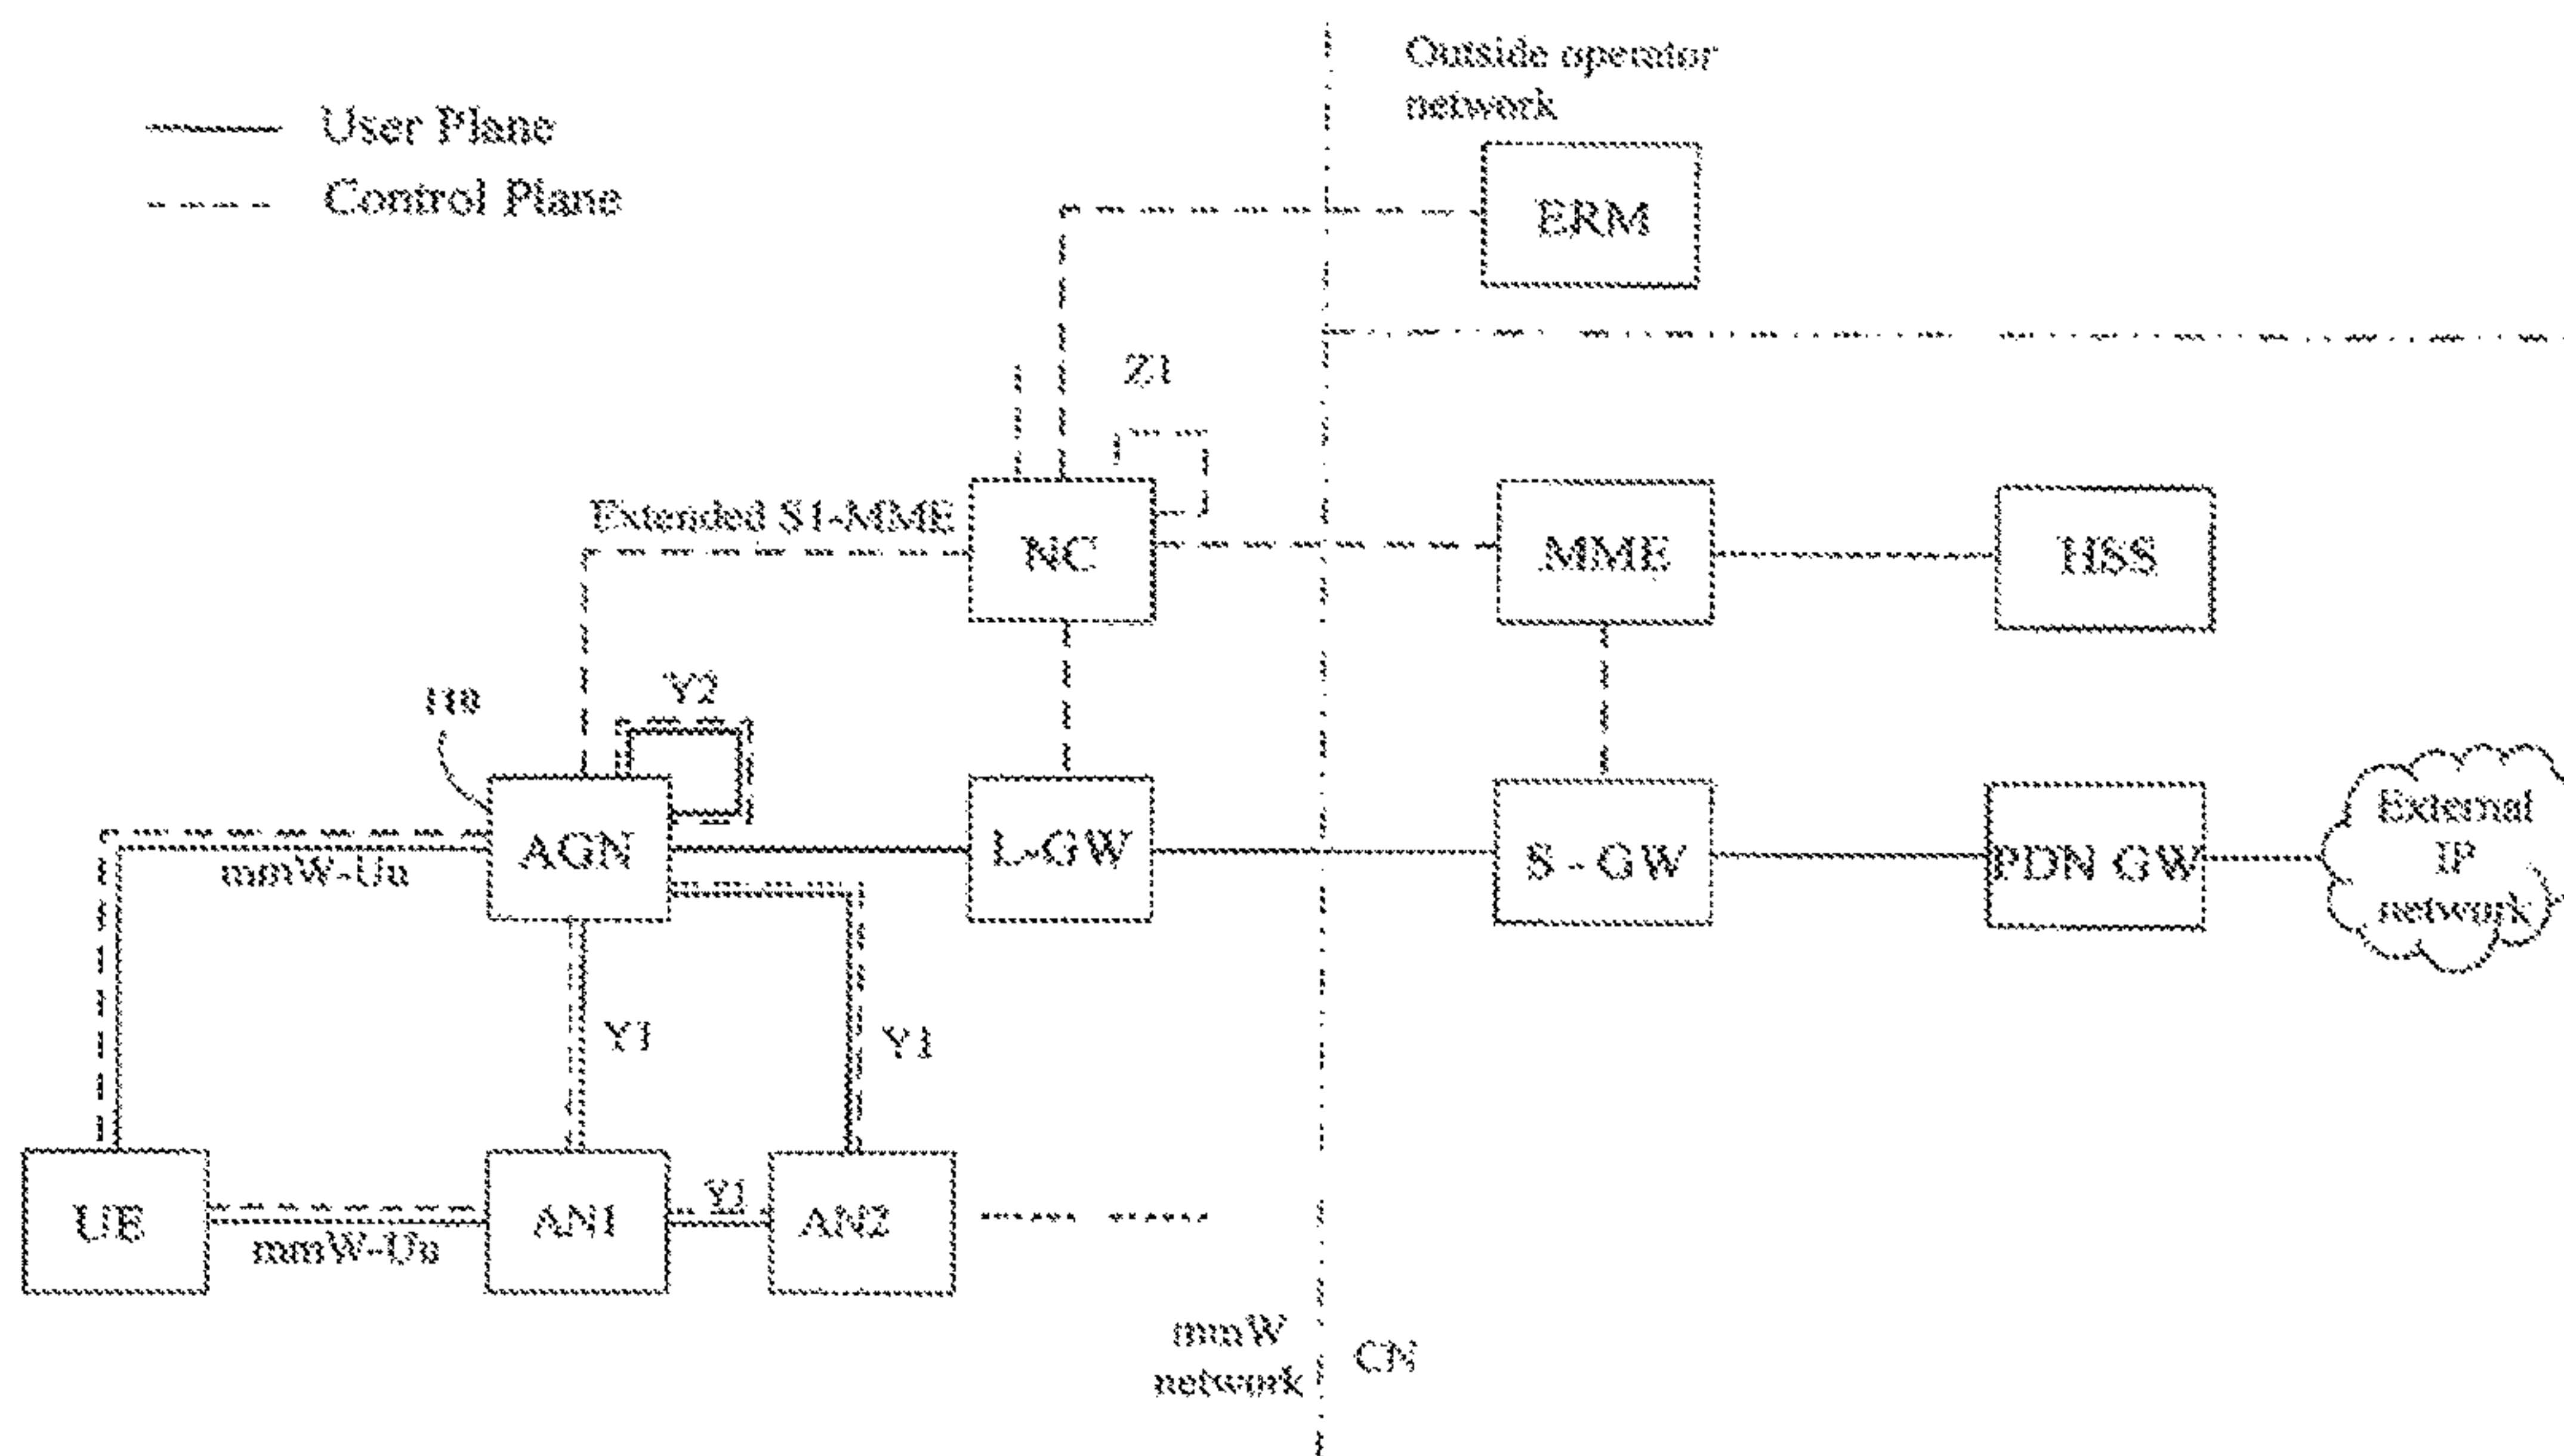 Outside operator
network
User Plane
Control Plane
ERM
Z1
Extended S1-MME
NC
MME
HSS
110
Y2
AGN
L-GW
S - GW
PDN GW
External
IP
network
mmW-Uu
Y1
Y1
UE
AN1
Y1
AN2
mmW-Uu
mmW
network
CN